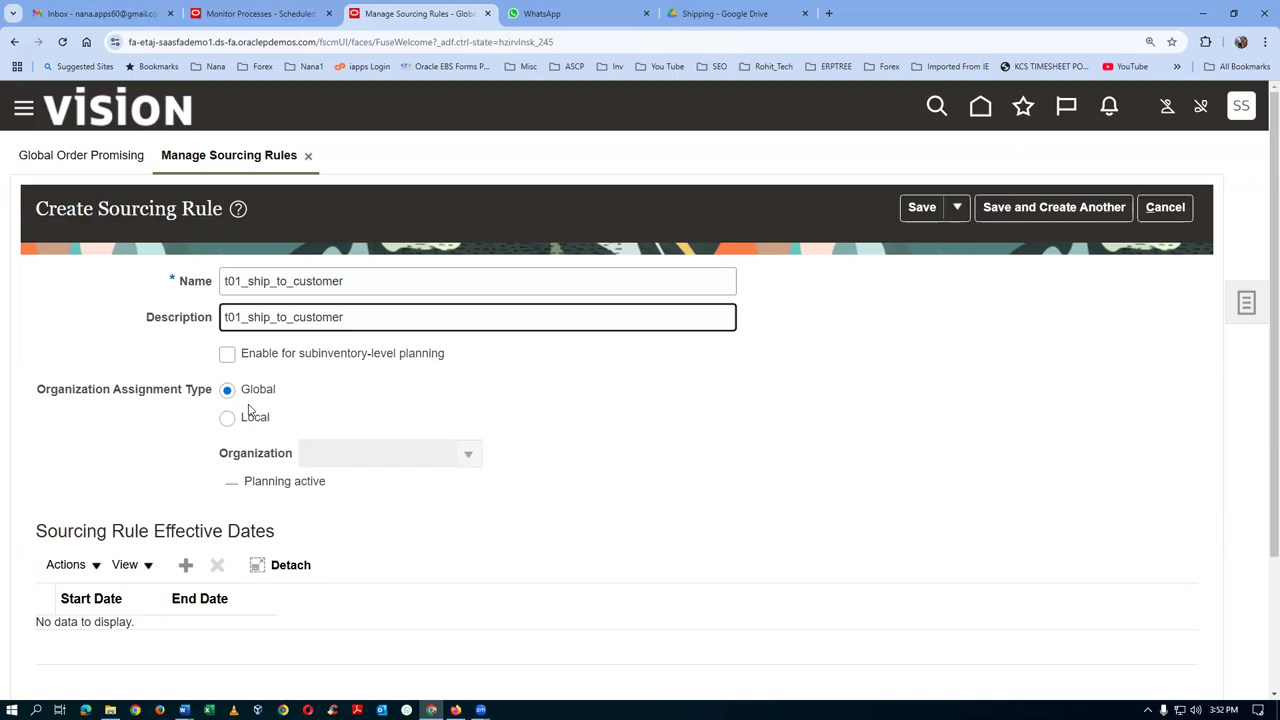 Inbox - nana.apps60@gmail.co
Monitor Processes - Scheduled
Manage Sourcing Rules - Globa
WhatsApp
Shipping - Google Drive
fa-etaj-saasfademo1.ds-fa.oraclepdemos.com/fscmUI/faces/FuseWelcome?_adf.ctrl-state=hzirvlnsk_245
Suggested Sites
Bookmarks
Nana
Forex
Nana1
iapps Login
Oracle EBS Forms P...
Misc
ASCP
Inv
You Tube
SEO
Rohit_Tech
ERPTREE
Forex
Imported From IE
KCS TIMESHEET PO...
YouTube
All Bookmarks
VISION
SS
Global Order Promising
Manage Sourcing Rules
Create Sourcing Rule
Save
Save and Create Another
Cancel
* Name t01_ship_to_customer
Description t01_ship_to_customer
Enable for subinventory-level planning
Organization Assignment Type Global
Local
Organization
Planning active
Sourcing Rule Effective Dates
Actions View Detach
Start Date End Date
No data to display.
3:52 PM